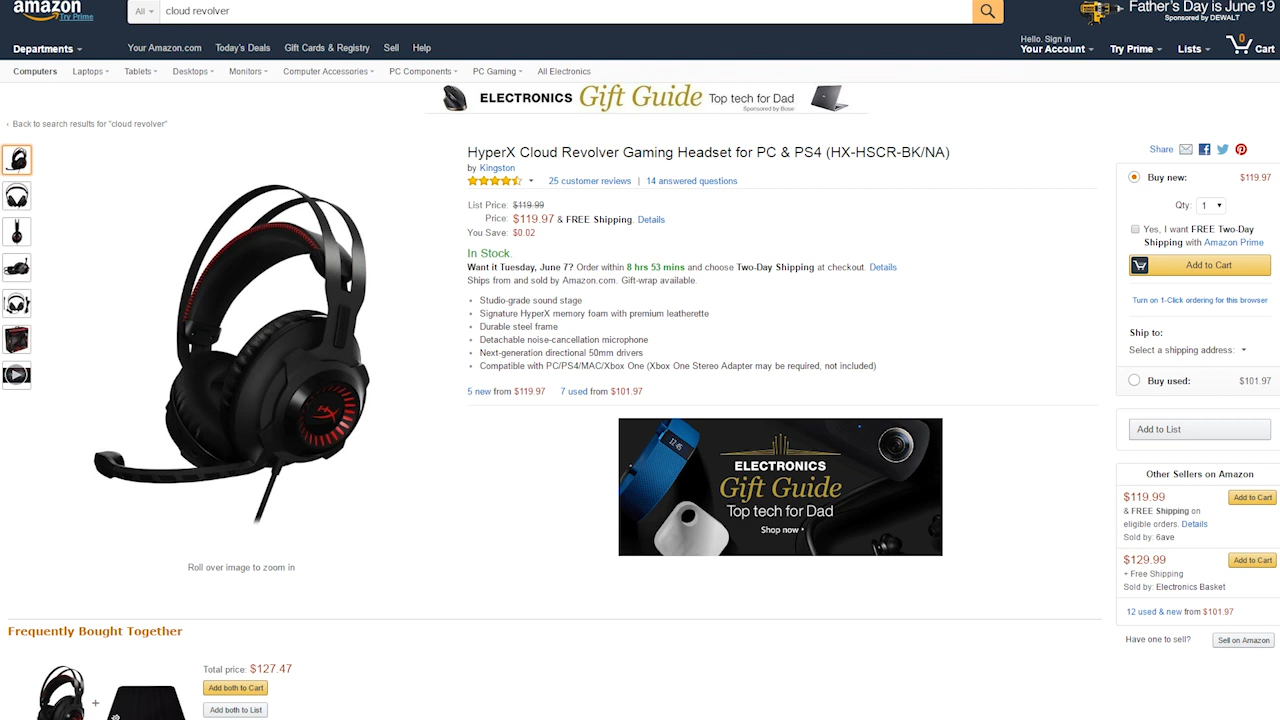 amazon
Try Prime
All
cloud revolver
Father's Day is June 19
Sponsored by DEWALT
Departments
Your Amazon.com
Today's Deals
Gift Cards & Registry
Sell
Help
Hello. Sign in
Your Account
Try Prime
Lists
0
Cart
Computers
Laptops
Tablets
Desktops
Monitors
Computer Accessories
PC Components
PC Gaming
All Electronics
ELECTRONICS Gift Guide Top tech for Dad
Sponsored by Bose
‹ Back to search results for "cloud revolver"
HyperX Cloud Revolver Gaming Headset for PC & PS4 (HX-HSCR-BK/NA)
by Kingston
25 customer reviews | 14 answered questions
List Price: $119.99
Price: $119.97 & FREE Shipping. Details
You Save: $0.02
In Stock.
Want it Tuesday, June 7? Order within 8 hrs 53 mins and choose Two-Day Shipping at checkout. Details
Ships from and sold by Amazon.com. Gift-wrap available.
• Studio-grade sound stage
• Signature HyperX memory foam with premium leatherette
• Durable steel frame
• Detachable noise-cancellation microphone
• Next-generation directional 50mm drivers
• Compatible with PC/PS4/MAC/Xbox One (Xbox One Stereo Adapter may be required, not included)
5 new from $119.97
7 used from $101.97
12:45
ELECTRONICS
Gift Guide
Top tech for Dad
Shop now
Roll over image to zoom in
Share
Buy new: $119.97
Qty: 1
Yes, I want FREE Two-Day
Shipping with Amazon Prime
Add to Cart
Turn on 1-Click ordering for this browser
Ship to:
Select a shipping address:
Buy used: $101.97
Add to List
Other Sellers on Amazon
$119.99
Add to Cart
& FREE Shipping on
eligible orders. Details
Sold by: 6ave
$129.99
Add to Cart
+ Free Shipping
Sold by: Electronics Basket
12 used & new from $101.97
Have one to sell?
Sell on Amazon
Frequently Bought Together
+
Total price: $127.47
Add both to Cart
Add both to List